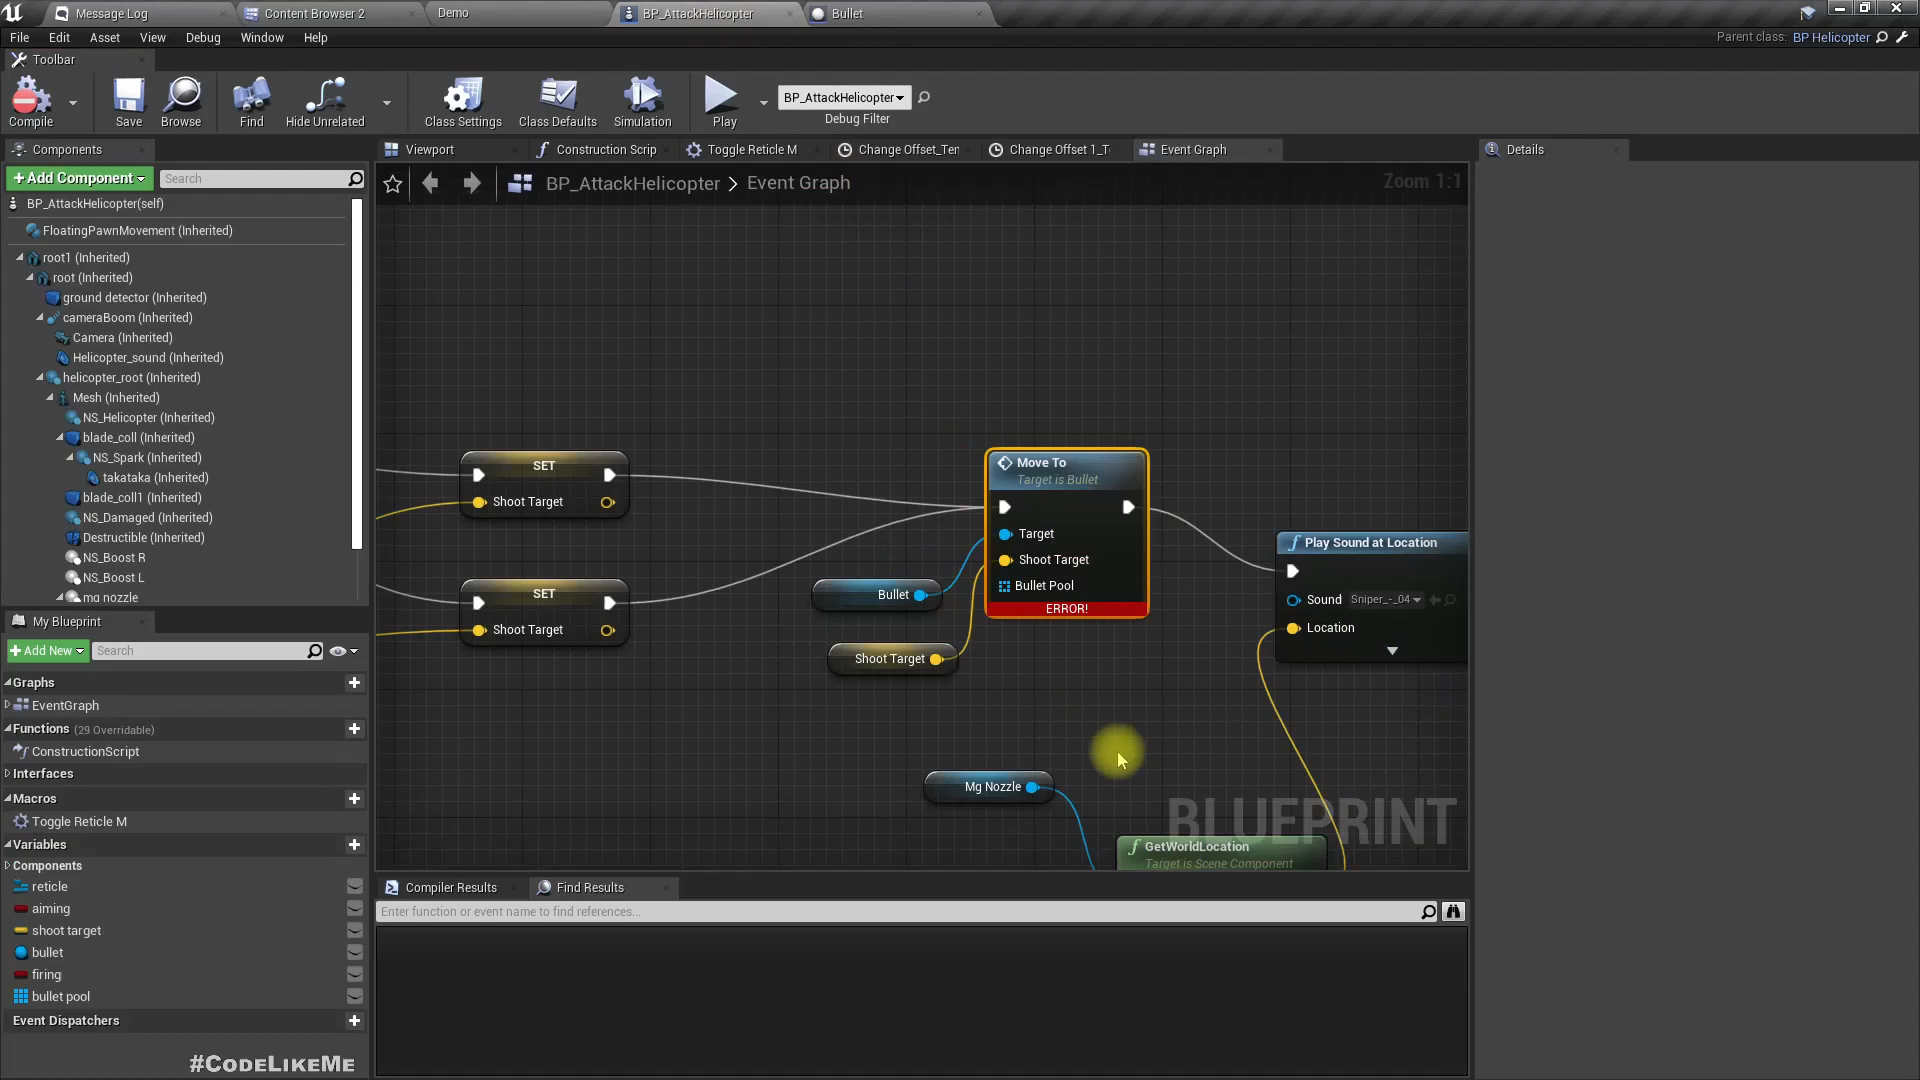 Message Log
Content Browser 2
Demo
BP_AttackHelicopter
Bullet
File
Edit
Asset
View
Debug
Window
Help
Parent class:
BP Helicopter
Toolbar
Compile
Save
Browse
Find
Hide Unrelated
Class Settings
Class Defaults
Simulation
Play
BP_AttackHelicopter
Debug Filter
Components
Viewport
Construction Scrip
Toggle Reticle M
Change Offset_Ten
Change Offset 1_T
Event Graph
Details
+ Add Component
Search
BP_AttackHelicopter > Event Graph
Zoom 1:1
BP_AttackHelicopter(self)
FloatingPawnMovement (Inherited)
root1 (Inherited)
root (Inherited)
ground detector (Inherited)
cameraBoom (Inherited)
Camera (Inherited)
Helicopter_sound (Inherited)
helicopter_root (Inherited)
Mesh (Inherited)
NS_Helicopter (Inherited)
blade_coll (Inherited)
NS_Spark (Inherited)
takataka (Inherited)
blade_coll1 (Inherited)
NS_Damaged (Inherited)
Destructible (Inherited)
NS_Boost R
NS_Boost L
mg nozzle
SET
Shoot Target
SET
Shoot Target
Bullet
Shoot Target
Move To
Target is Bullet
Target
Shoot Target
Bullet Pool
ERROR!
Play Sound at Location
Sound
Sniper_-_04
Location
Mg Nozzle
GetWorldLocation
Target is Scene Component
BLUEPRINT
My Blueprint
+ Add New
Search
Graphs
EventGraph
Functions (29 Overridable)
ConstructionScript
Interfaces
Macros
Toggle Reticle M
Variables
Components
reticle
aiming
shoot target
bullet
firing
bullet pool
Event Dispatchers
Compiler Results
Find Results
Enter function or event name to find references...
#CodeLikeMe